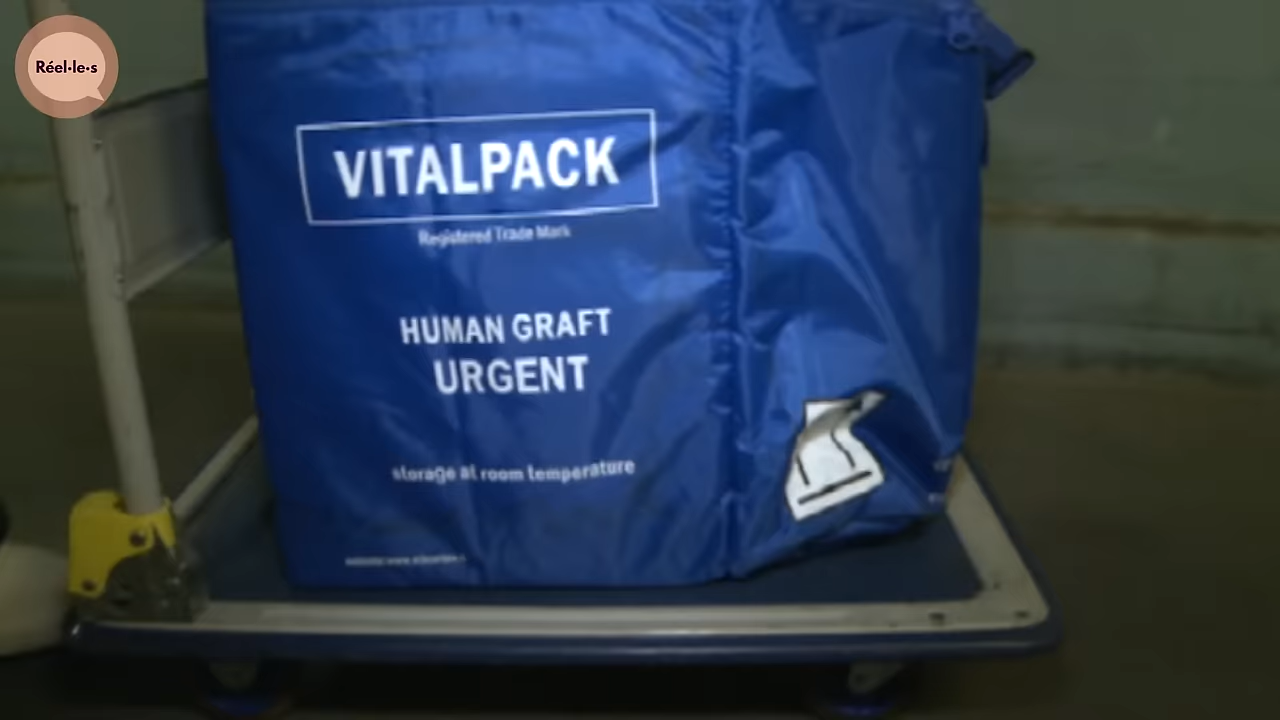 Réel·le·s
VITALPACK
Registered Trade Mark
HUMAN GRAFT
URGENT
storage at room temperature